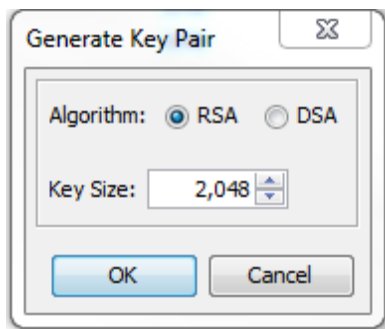 Generate Key Pair
Algorithm: RSA DSA
Key Size: 2,048
OK Cancel